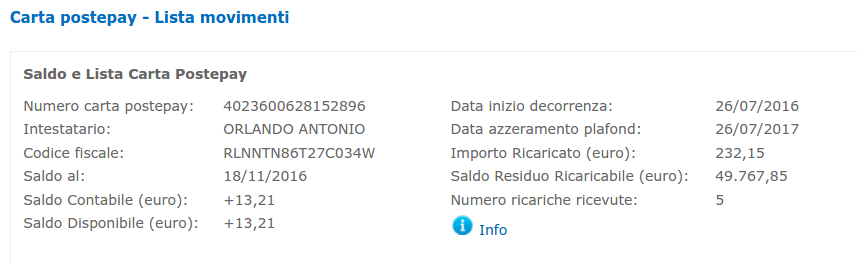 Carta postepay - Lista movimenti
Saldo e Lista Carta Postepay
Numero carta postepay: 4023600628152896 Data inizio decorrenza: 26/07/2016
Intestatario: ORLANDO ANTONIO Data azzeramento plafond: 26/07/2017
Codice fiscale: RLNNTN86T27C034W Importo Ricaricato (euro): 232,15
Saldo al: 18/11/2016 Saldo Residuo Ricaricabile (euro): 49.767,85
Saldo Contabile (euro): +13,21 Numero ricariche ricevute: 5
Saldo Disponibile (euro): +13,21 i Info